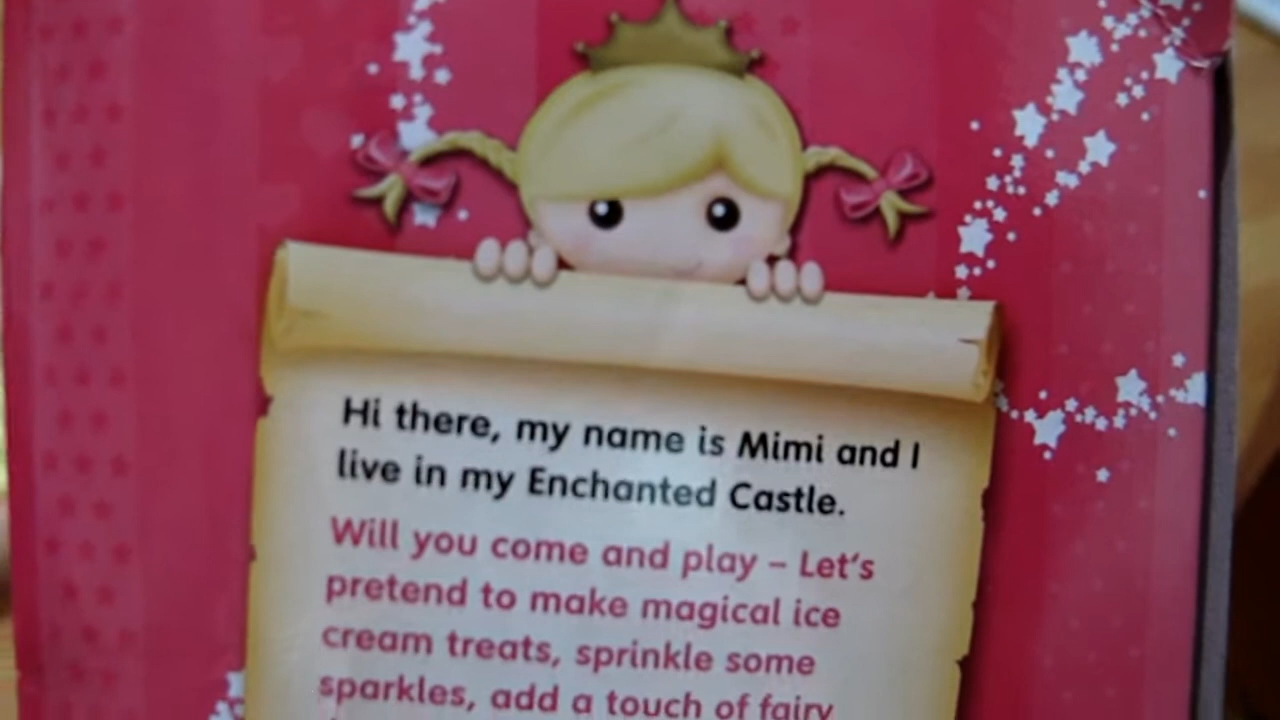 Hi there, my name is Mimi and I
live in my Enchanted Castle.
Will you come and play – Let's
pretend to make magical ice
cream treats, sprinkle some
sparkles, add a touch of fairy